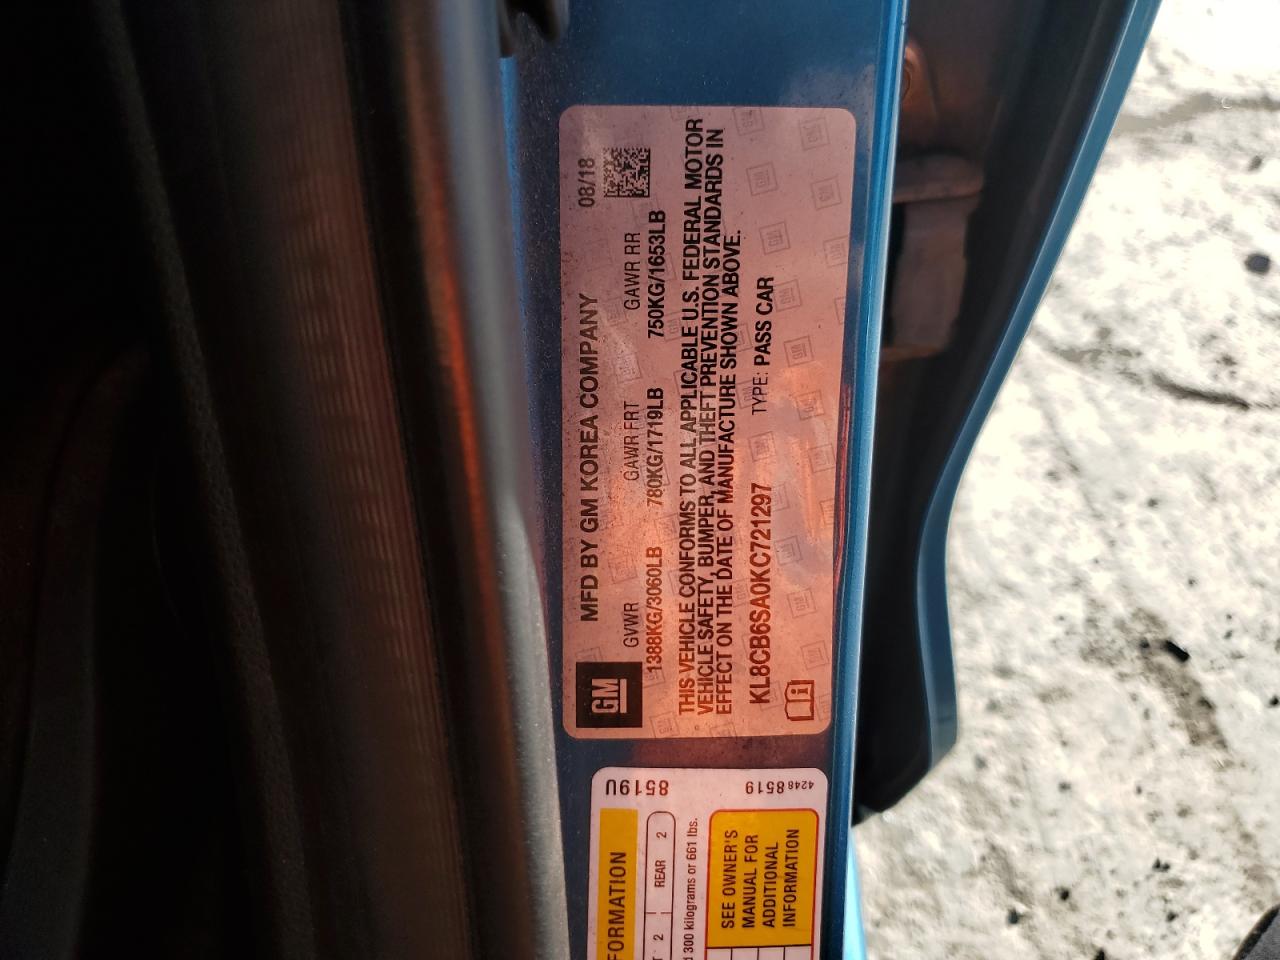 MFD BY GM KOREA COMPANY 08/18
GM
GVWR GAWR FRT GAWR RR
1388KG/3060LB 780KG/1719LB 750KG/1653LB
THIS VEHICLE CONFORMS TO ALL APPLICABLE U.S. FEDERAL MOTOR
VEHICLE SAFETY, BUMPER, AND THEFT PREVENTION STANDARDS IN
EFFECT ON THE DATE OF MANUFACTURE SHOWN ABOVE.
KL8CB6SA0KC721297 TYPE: PASS CAR
8519U
4248 8519
FORMATION
2 REAR 2
300 kilograms or 661 lbs.
SEE OWNER'S
MANUAL FOR
ADDITIONAL
INFORMATION